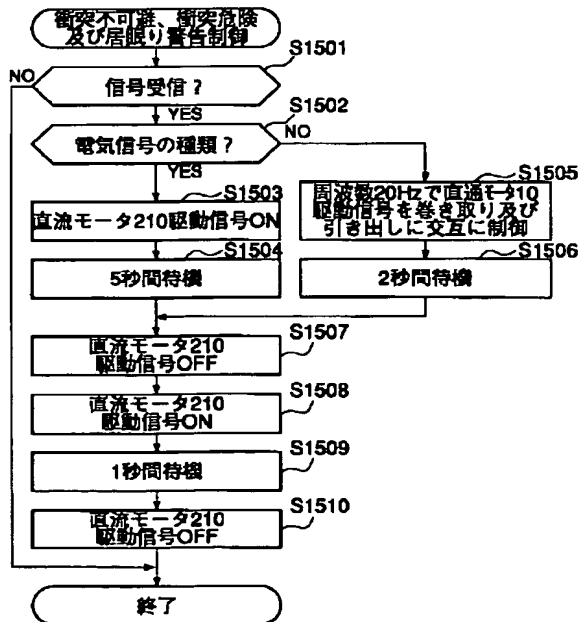 衝突不可避、衝突危険
及び居眠り警告制御
S1501
NO
信号受信？
YES
S1502
電気信号の種類？
NO
YES
S1503
直流モータ210駆動信号ON
S1505
周波数20Hzで直通モータ10
駆動信号を巻き取り及び
引き出しに交互に制御
S1504
5秒間待機
S1506
2秒間待機
S1507
直流モータ210
駆動信号OFF
S1508
直流モータ210
駆動信号ON
S1509
1秒間待機
S1510
直流モータ210
駆動信号OFF
終了